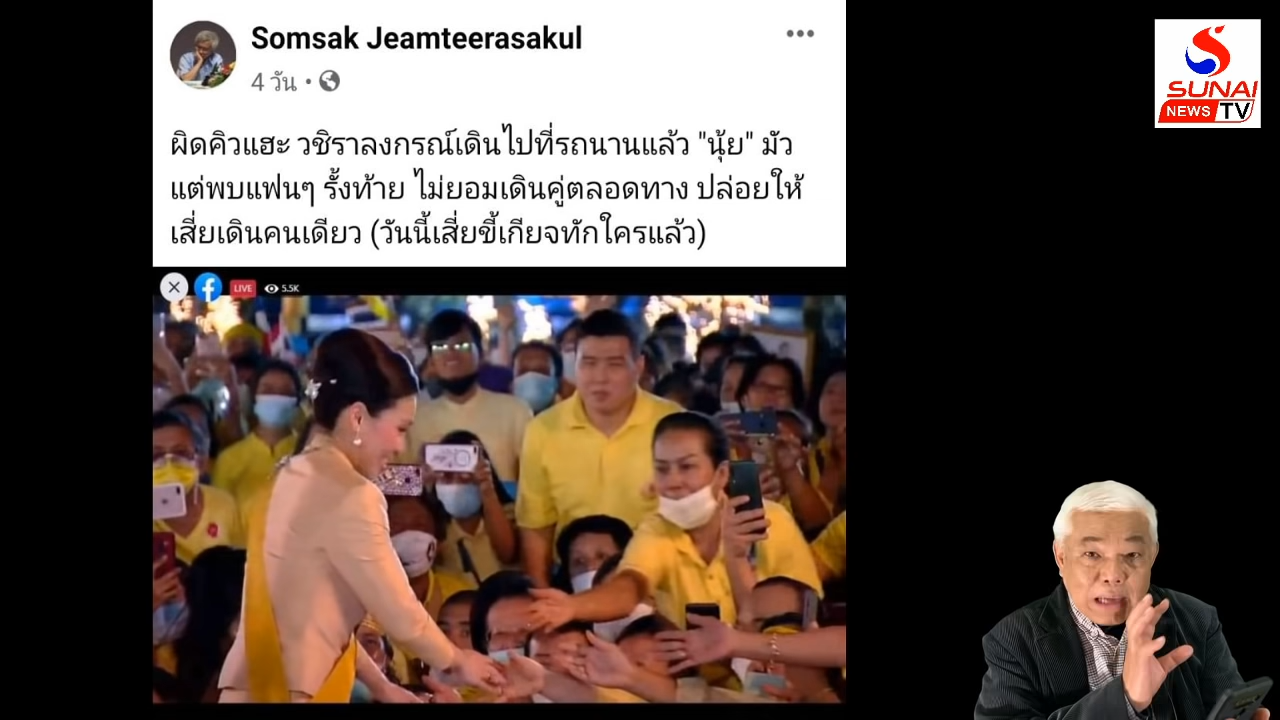 Somsak Jeamteerasakul
4 วัน
ผิดคิวแฮะ วชิราลงกรณ์เดินไปที่รถนานแล้ว "นุ้ย" มัว
แต่พบแฟนๆ รั้งท้าย ไม่ยอมเดินคู่ตลอดทาง ปล่อยให้
เสี่ยเดินคนเดียว (วันนี้เสี่ยขี้เกียจทักใครแล้ว)
LIVE 5.5K
SUNAI
NEWS TV